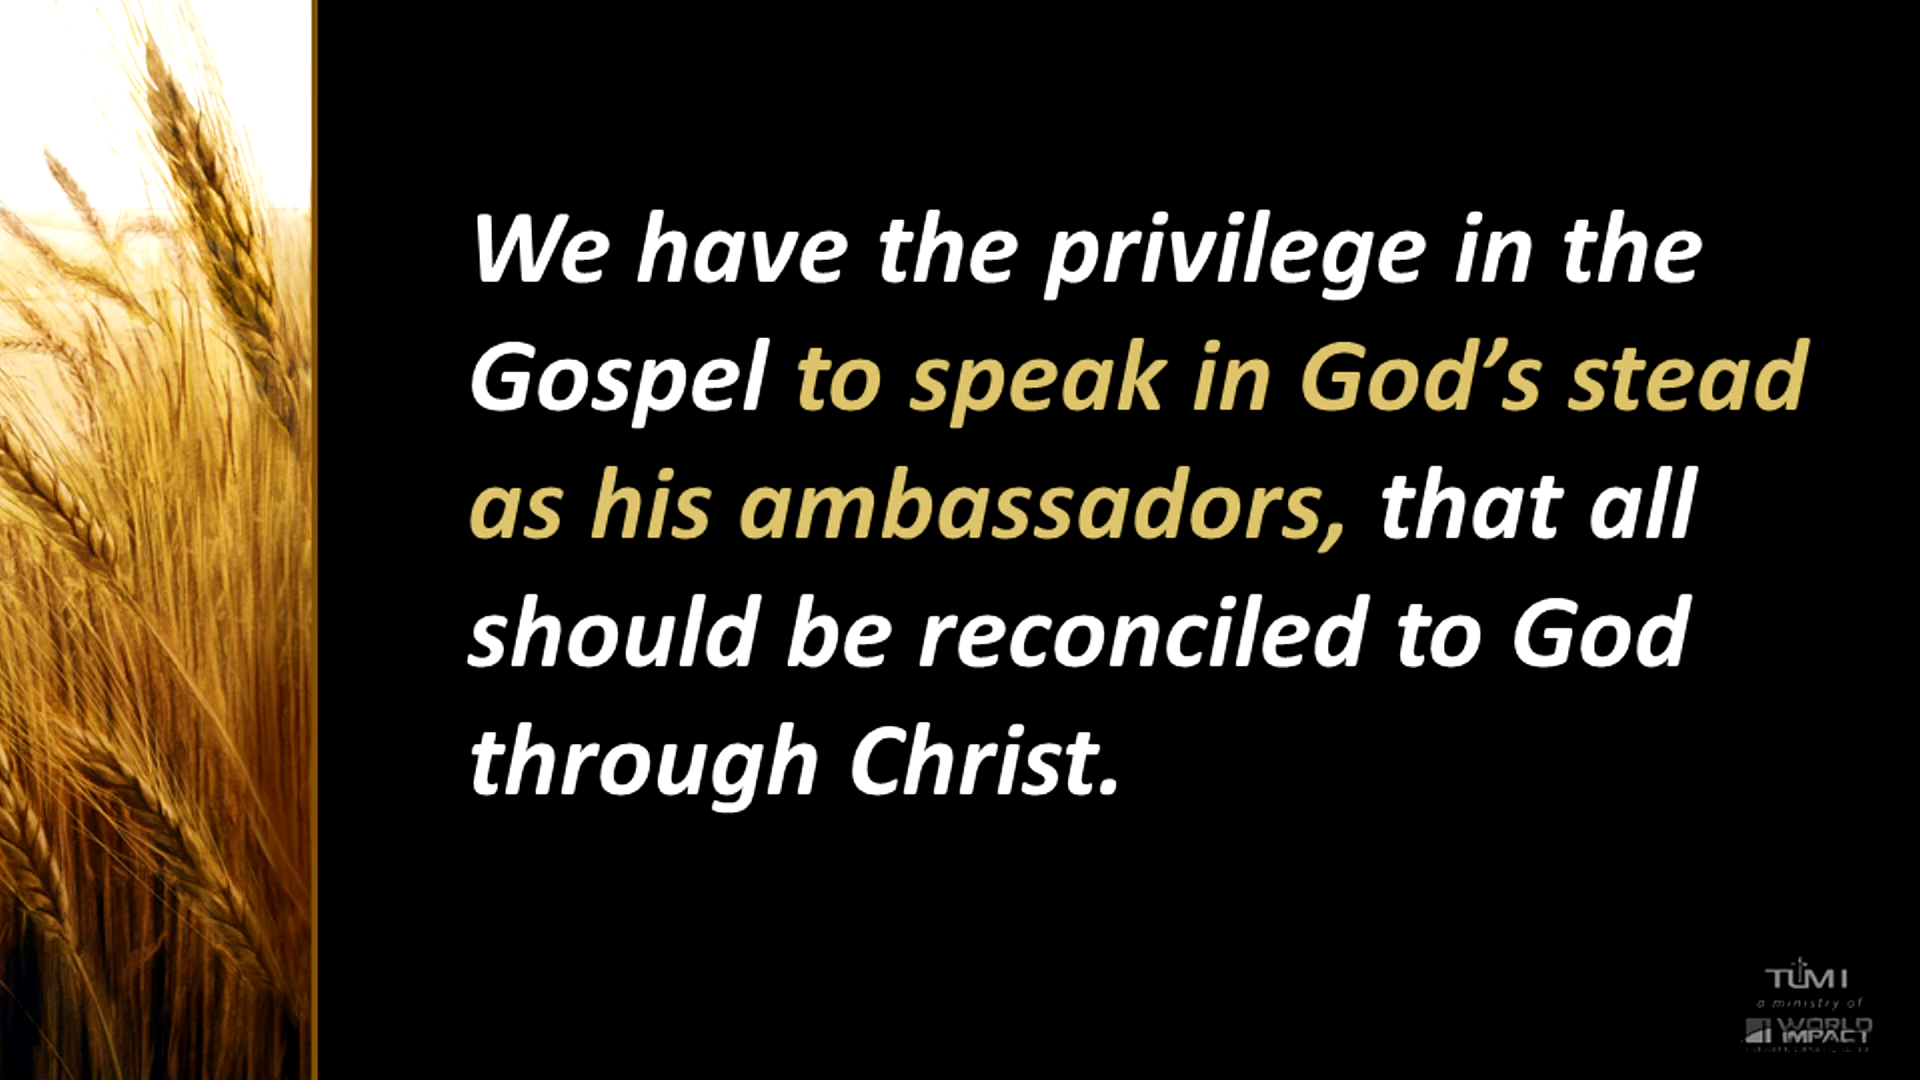 We have the privilege in the
Gospel to speak in God’s stead
as his ambassadors, that all
should be reconciled to God
through Christ.
TUMI
a ministry of
WORLD
IMPACT